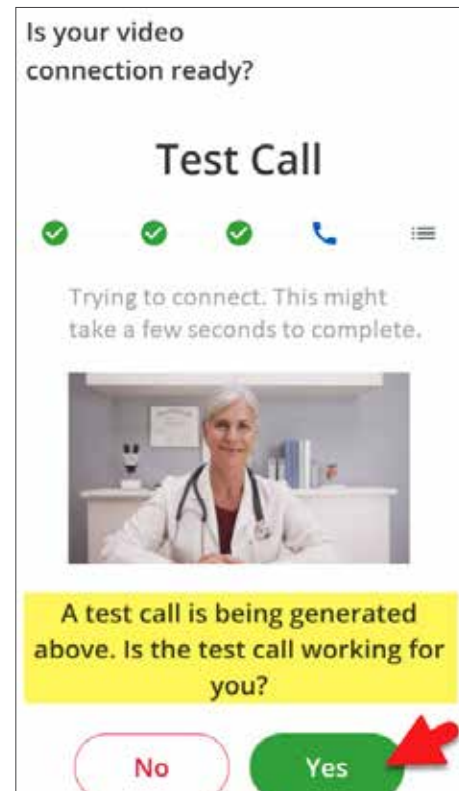 Is your video
connection ready?
Test Call
Trying to connect. This might
take a few seconds to complete.
A test call is being generated
above. Is the test call working for
you?
No
Yes